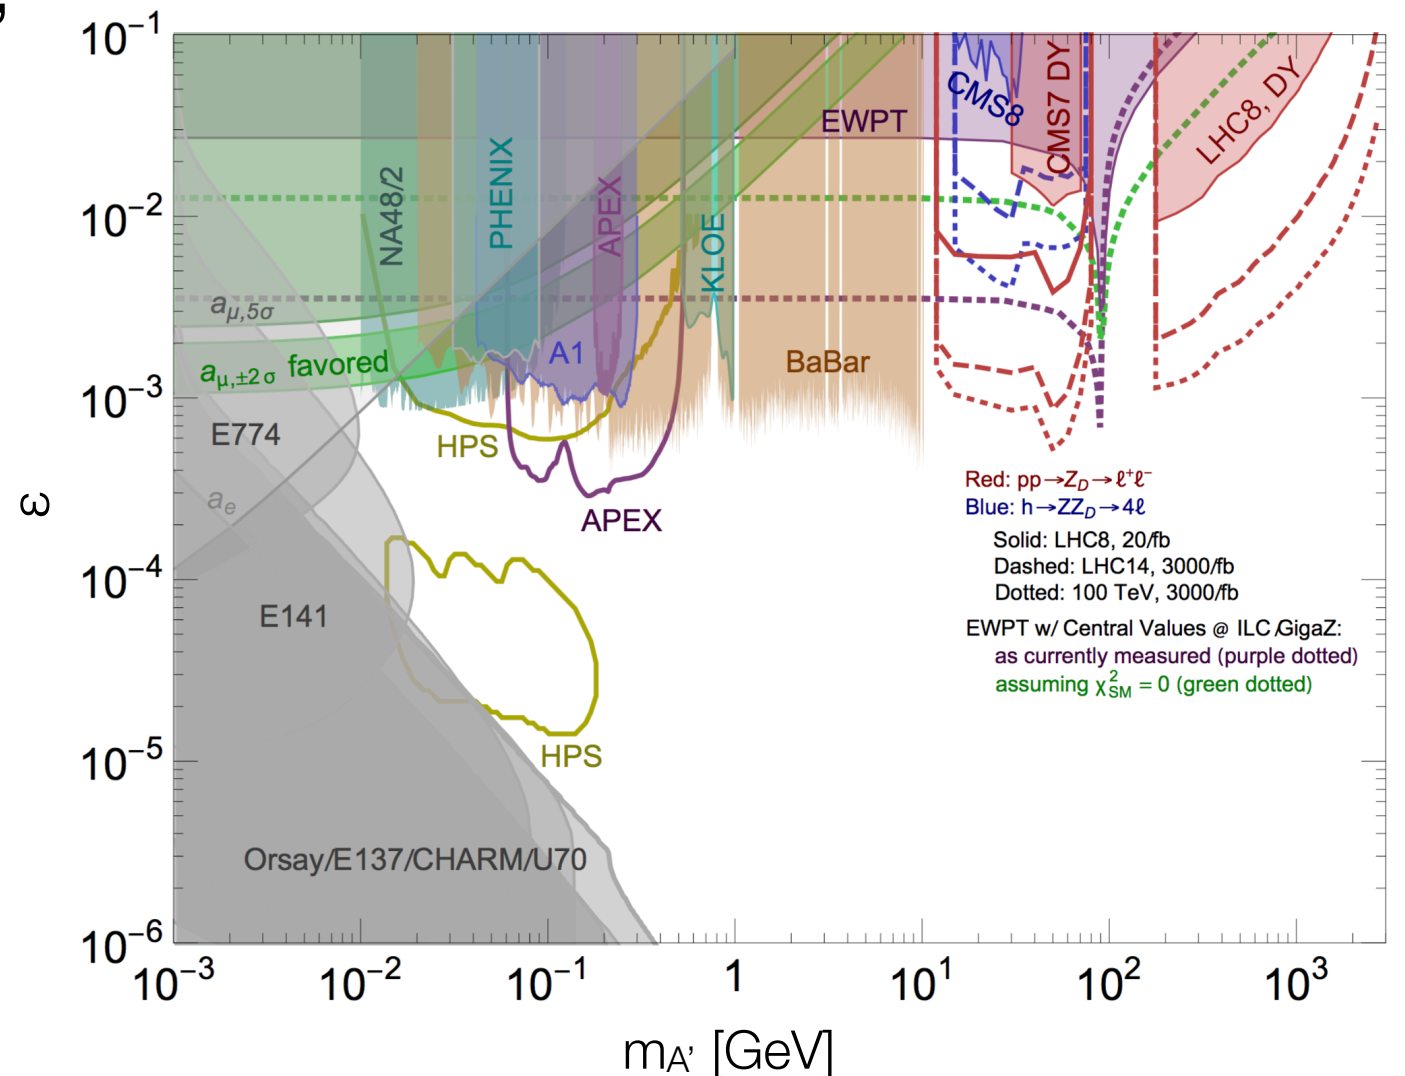 10⁻¹
10⁻²
10⁻³
10⁻⁴
10⁻⁵
10⁻⁶
ε
NA48/2
PHENIX
APEX
KLOE
EWPT
CMS8
CMS7 DY
LHC8, DY
aμ,5σ
aμ,±2σ favored
A1
BaBar
E774
HPS
ae
APEX
E141
HPS
Orsay/E137/CHARM/U70
Red: pp→Z_D→ℓ⁺ℓ⁻
Blue: h→ZZ_D→4ℓ
Solid: LHC8, 20/fb
Dashed: LHC14, 3000/fb
Dotted: 100 TeV, 3000/fb
EWPT w/ Central Values @ ILC/GigaZ:
as currently measured (purple dotted)
assuming χ²_SM = 0 (green dotted)
10⁻³ 10⁻² 10⁻¹ 1 10¹ 10² 10³
m_A' [GeV]